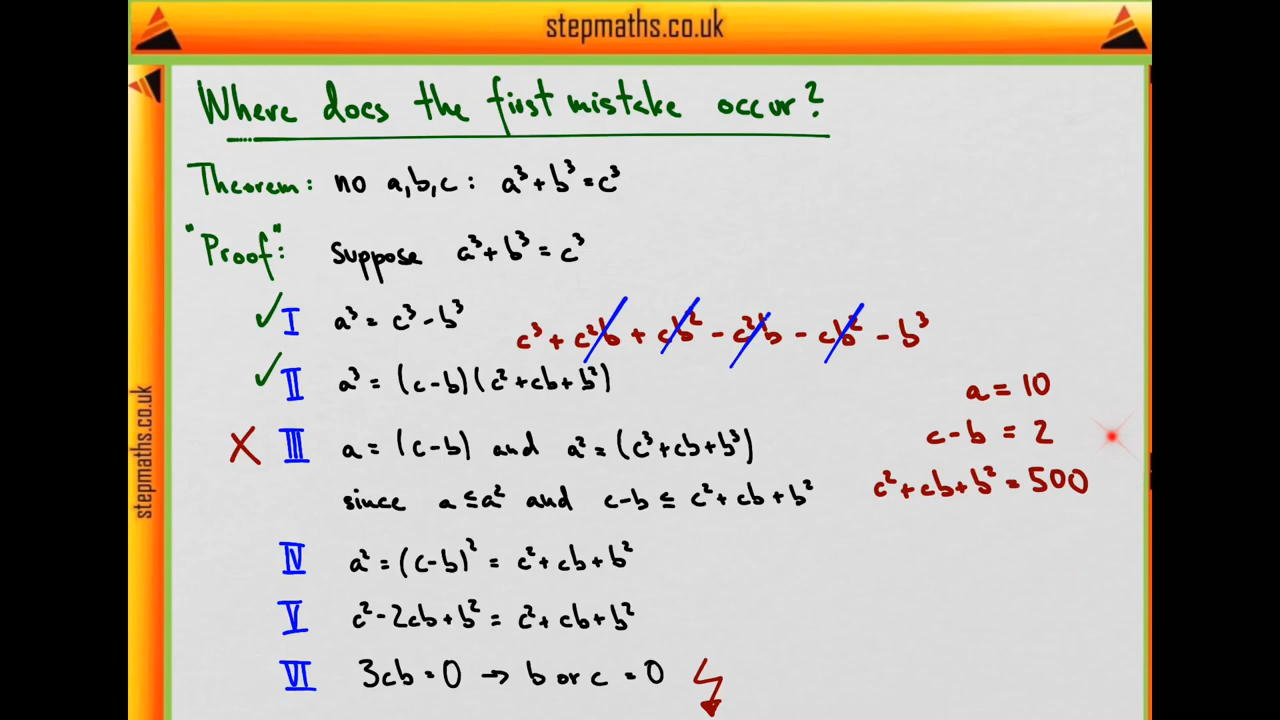 stepmaths.co.uk
Where does the first mistake occur?
Theorem: no a,b,c: a³+b³=c³
"Proof": Suppose a³+b³=c³
✓ I a³=c³-b³
c³+c²b+cb²-c²b-cb²-b³
✓ II a³=(c-b)(c²+cb+b²)
a=10
X III a=(c-b) and a²=(c³+cb+b³)
c-b=2
since a≤a² and c-b≤c²+cb+b²
c²+cb+b²=500
IV a²=(c-b)²=c²+cb+b²
V c²-2cb+b²=c²+cb+b²
VI 3cb=0→b or c=0
stepmaths.co.uk